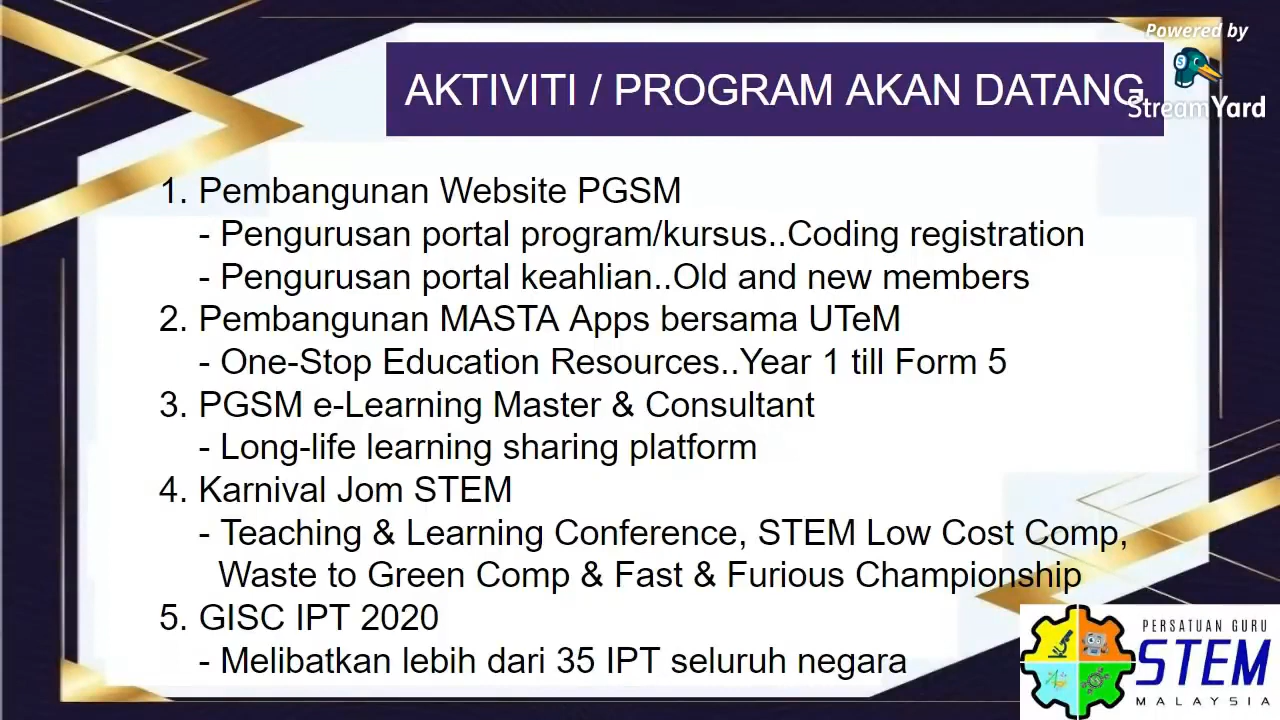 Powered by
StreamYard
AKTIVITI / PROGRAM AKAN DATANG
1. Pembangunan Website PGSM
- Pengurusan portal program/kursus..Coding registration
- Pengurusan portal keahlian..Old and new members
2. Pembangunan MASTA Apps bersama UTeM
- One-Stop Education Resources..Year 1 till Form 5
3. PGSM e-Learning Master & Consultant
- Long-life learning sharing platform
4. Karnival Jom STEM
- Teaching & Learning Conference, STEM Low Cost Comp,
Waste to Green Comp & Fast & Furious Championship
5. GISC IPT 2020
- Melibatkan lebih dari 35 IPT seluruh negara
PERSATUAN GURU
STEM
MALAYSIA